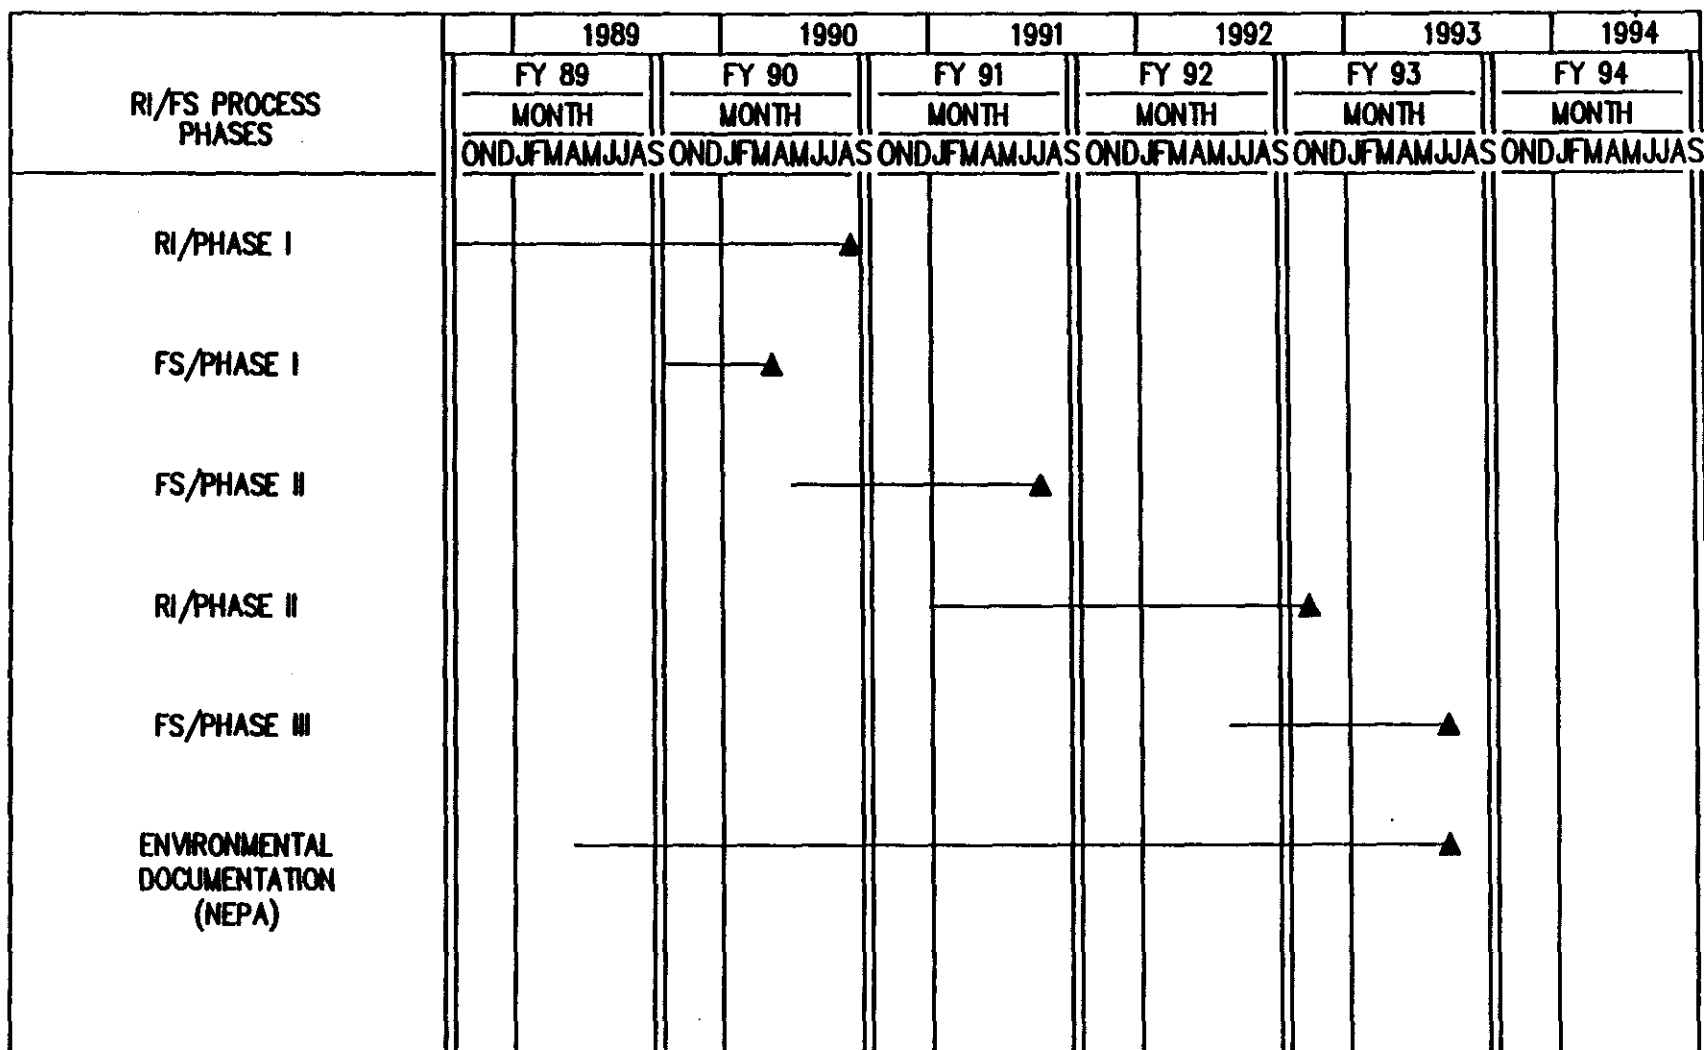 1989 1990 1991 1992 1993 1994
FY 89 FY 90 FY 91 FY 92 FY 93 FY 94
RI/FS PROCESS
PHASES
MONTH MONTH MONTH MONTH MONTH MONTH
ONDJFMAMJJAS ONDJFMAMJJAS ONDJFMAMJJAS ONDJFMAMJJAS ONDJFMAMJJAS ONDJFMAMJJAS
RI/PHASE I
FS/PHASE I
FS/PHASE II
RI/PHASE II
FS/PHASE III
ENVIRONMENTAL
DOCUMENTATION
(NEPA)